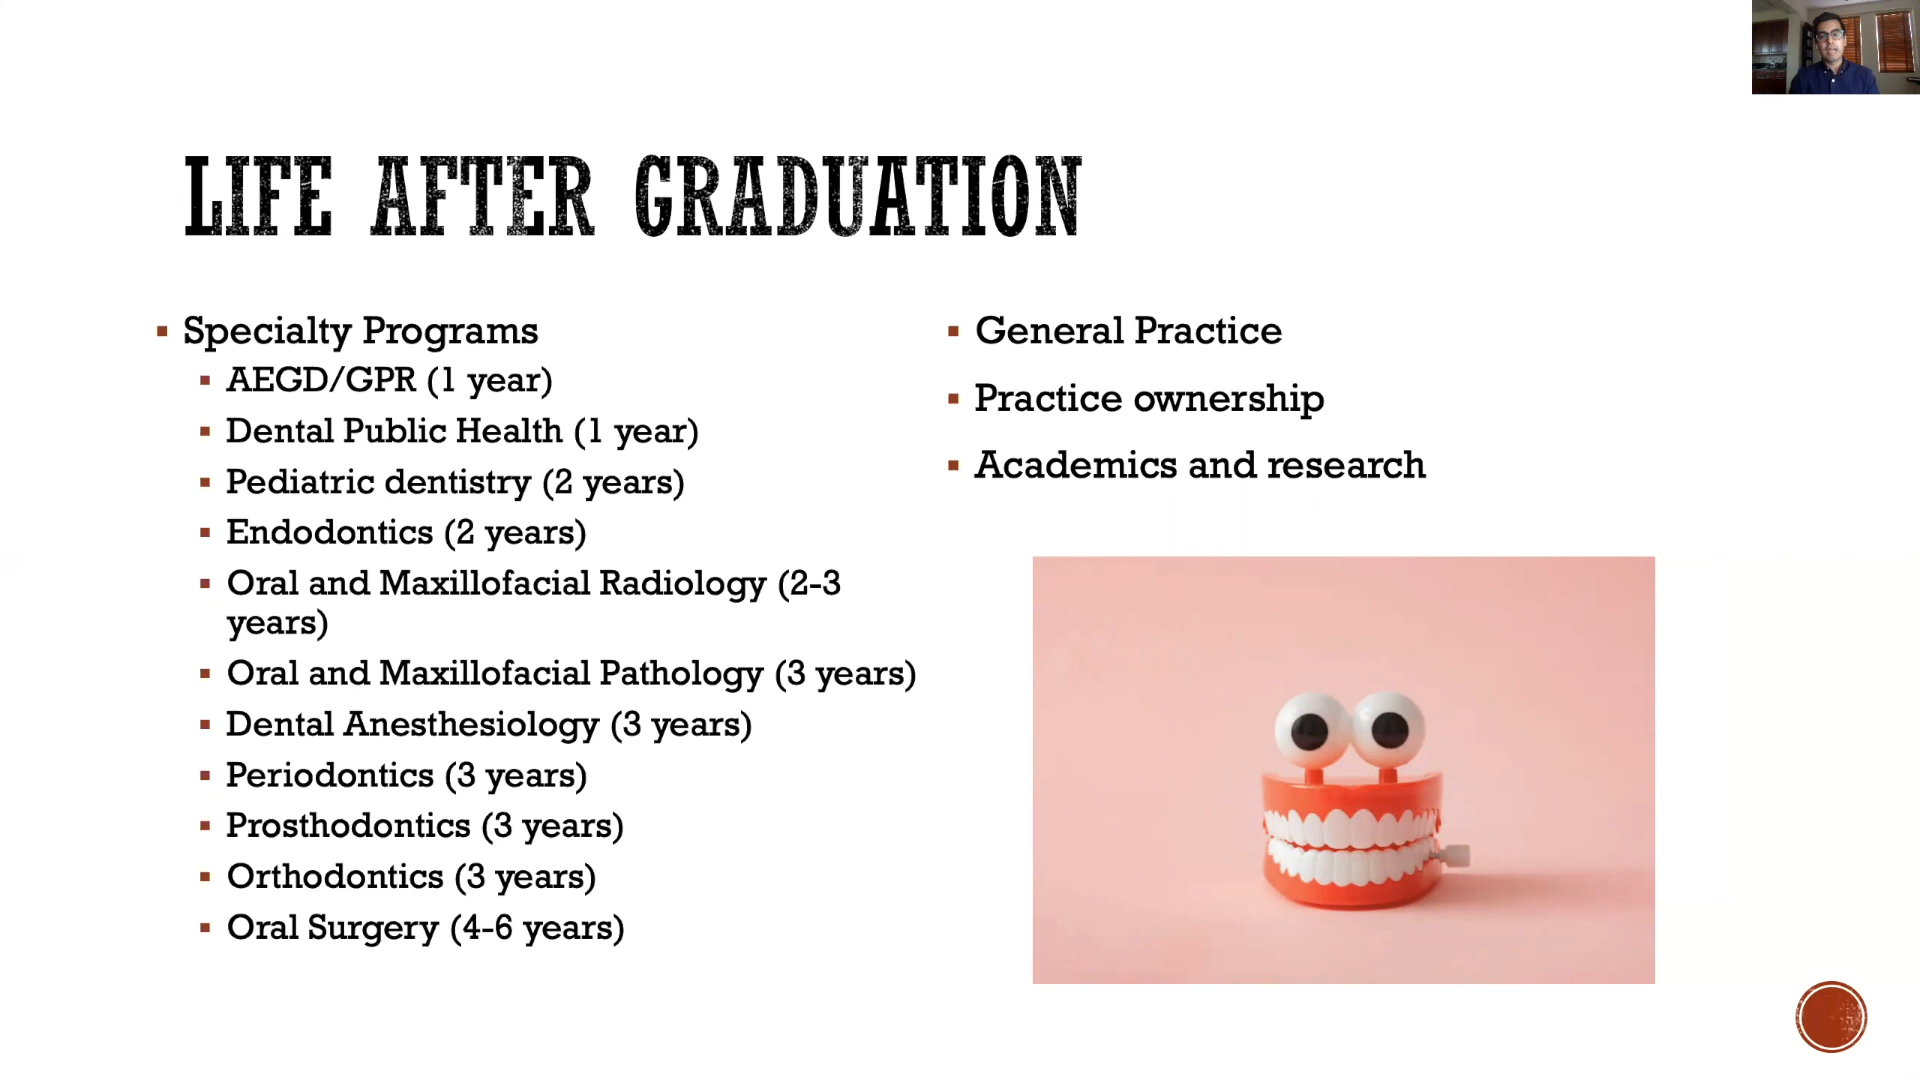 LIFE AFTER GRADUATION
Specialty Programs
AEGD/GPR (1 year)
Dental Public Health (1 year)
Pediatric dentistry (2 years)
Endodontics (2 years)
Oral and Maxillofacial Radiology (2-3
years)
Oral and Maxillofacial Pathology (3 years)
Dental Anesthesiology (3 years)
Periodontics (3 years)
Prosthodontics (3 years)
Orthodontics (3 years)
Oral Surgery (4-6 years)
General Practice
Practice ownership
Academics and research